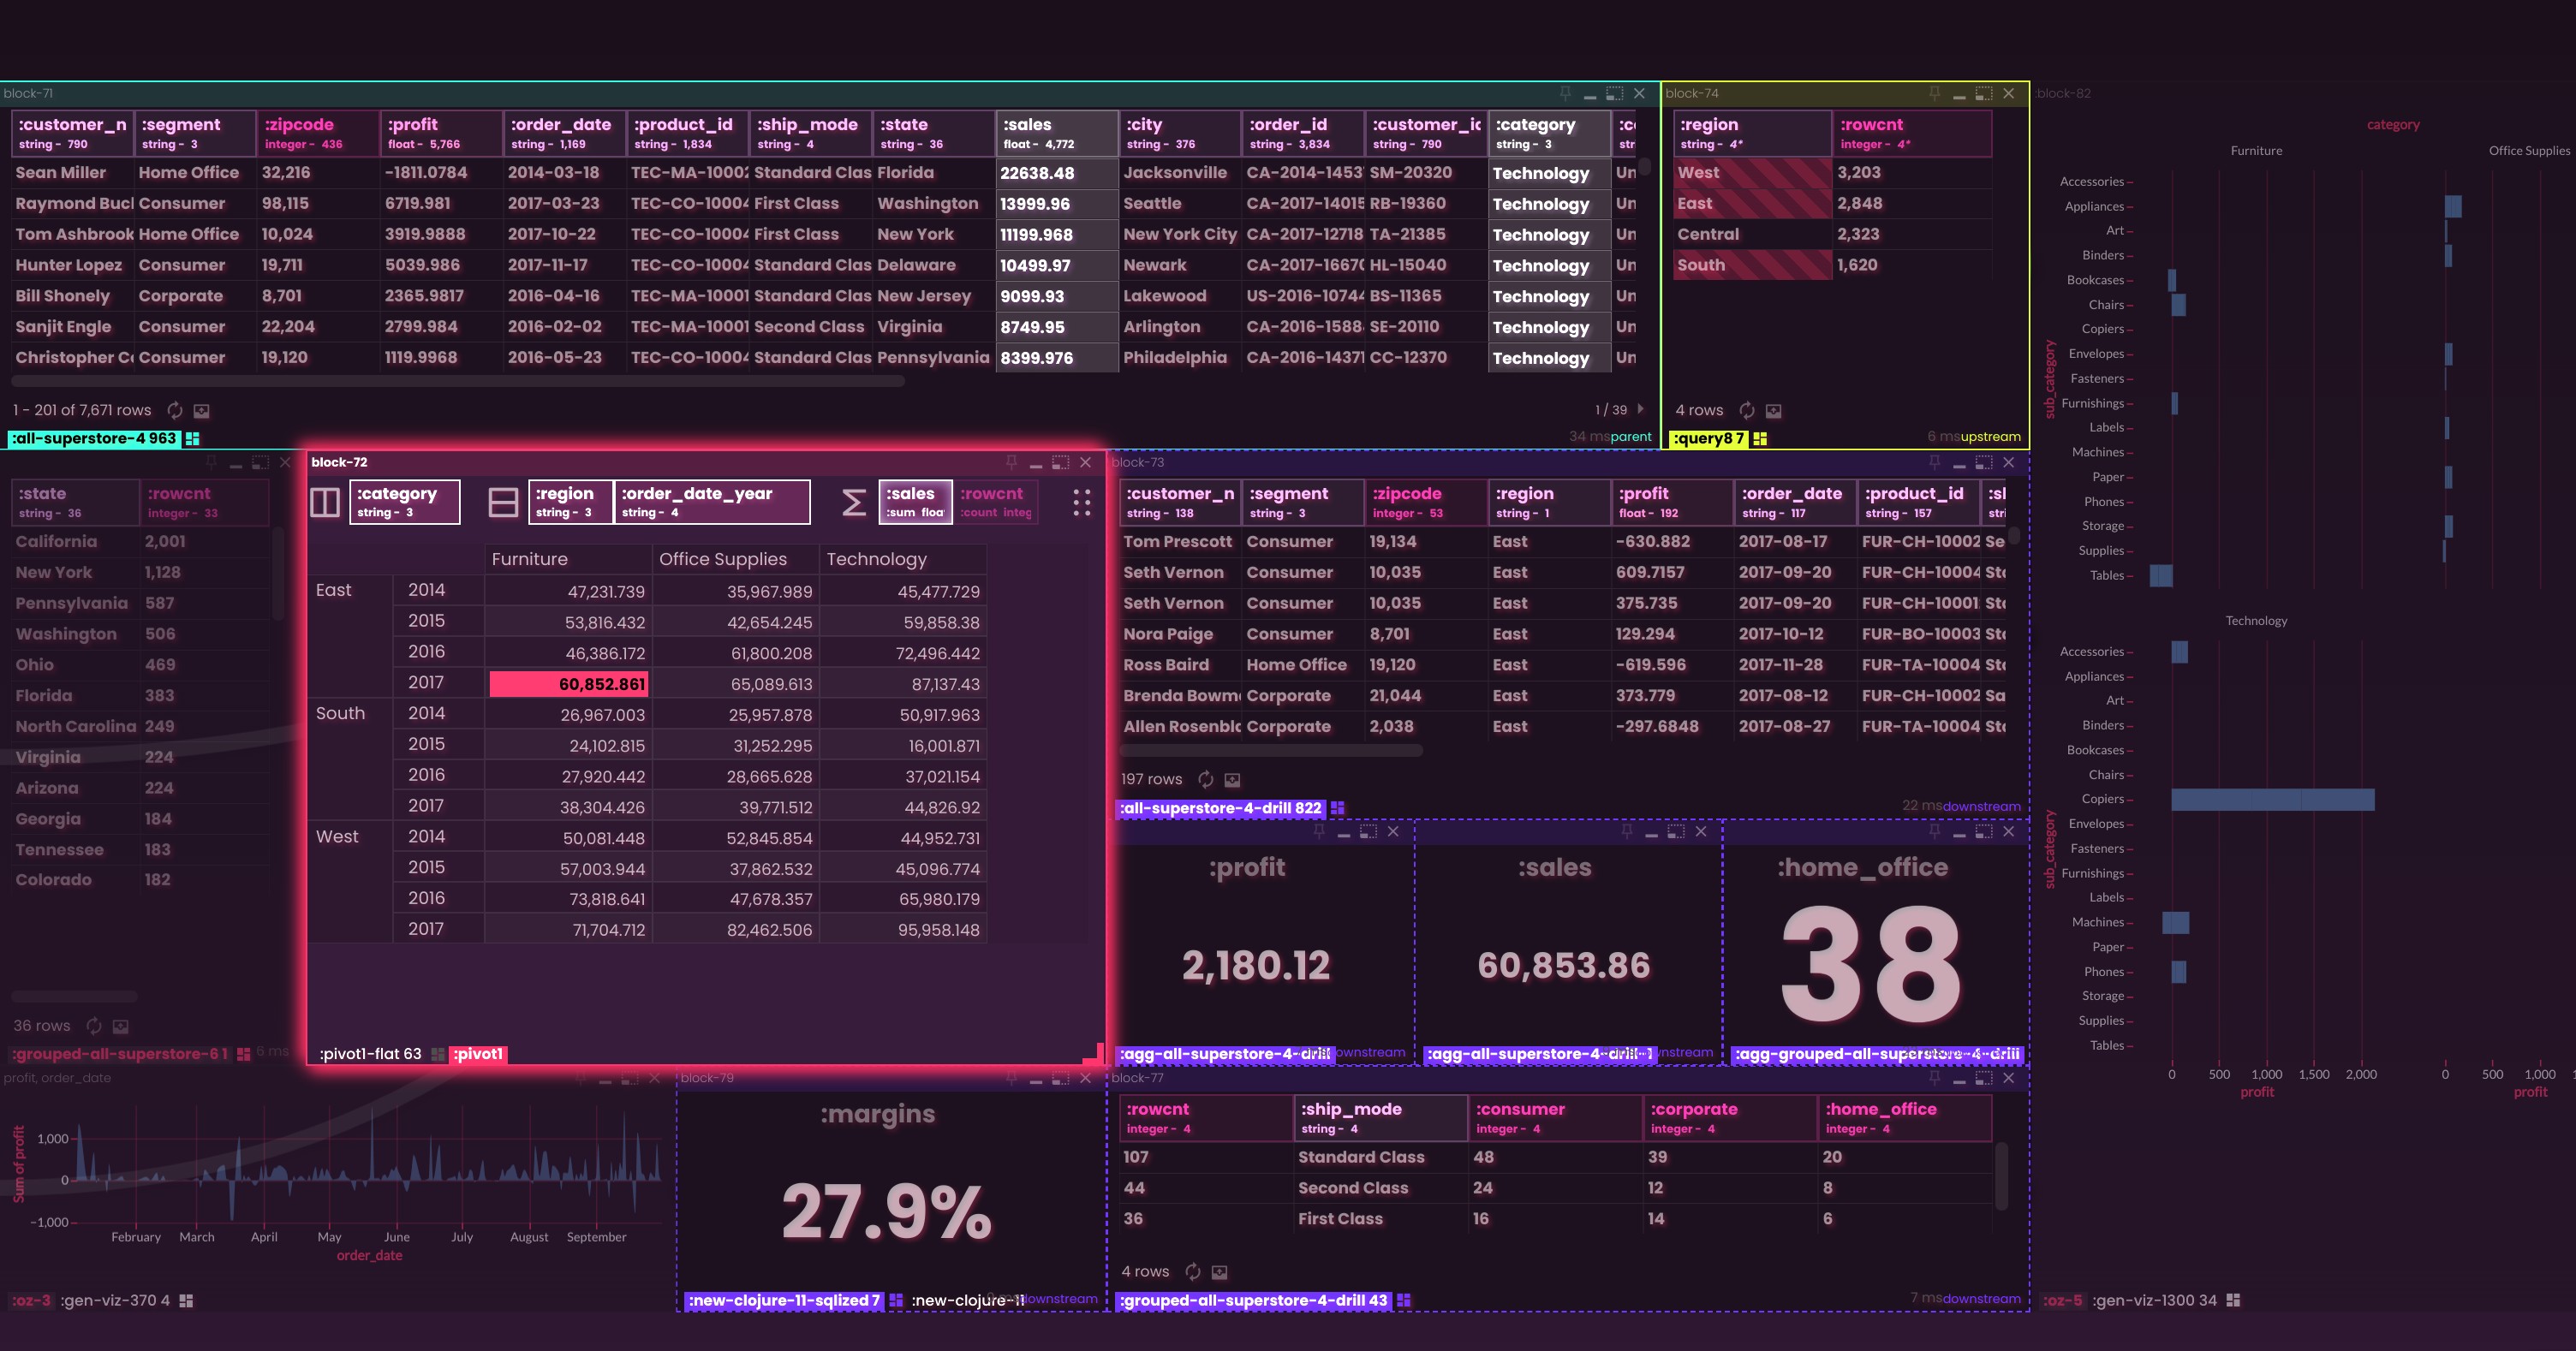 block-71
:customer_n :segment :zipcode :profit :order_date :product_id :ship_mode :state :sales :city :order_id :customer_ic :category
string - 790 string - 3 integer - 436 float - 5,766 string - 1,169 string - 1,834 string - 4 string - 36 float - 4,772 string - 376 string - 3,834 string - 790 string - 3
Sean Miller Home Office 32,216 -1811.0784 2014-03-18 TEC-MA-10002 Standard Clas Florida 22638.48 Jacksonville CA-2014-1453 SM-20320 Technology Un
Raymond Buc Consumer 98,115 6719.981 2017-03-23 TEC-CO-10004 First Class Washington 13999.96 Seattle CA-2017-14015 RB-19360 Technology Un
Tom Ashbrook Home Office 10,024 3919.9888 2017-10-22 TEC-CO-10004 First Class New York 11199.968 New York City CA-2017-12718 TA-21385 Technology Un
Hunter Lopez Consumer 19,711 5039.986 2017-11-17 TEC-CO-10004 Standard Clas Delaware 10499.97 Newark CA-2017-16670 HL-15040 Technology Un
Bill Shonely Corporate 8,701 2365.9817 2016-04-16 TEC-MA-10001 Standard Clas New Jersey 9099.93 Lakewood US-2016-10744 BS-11365 Technology Un
Sanjit Engle Consumer 22,204 2799.984 2016-02-02 TEC-MA-10001 Second Class Virginia 8749.95 Arlington CA-2016-1588 SE-20110 Technology Un
Christopher C Consumer 19,120 1119.9968 2016-05-23 TEC-CO-10004 Standard Clas Pennsylvania 8399.976 Philadelphia CA-2016-14371 CC-12370 Technology Un
1 - 201 of 7,671 rows 1 / 39
:all-superstore-4 963 34 ms parent
block-74
:region :rowcnt
string - 4* integer - 4*
West 3,203
East 2,848
Central 2,323
South 1,620
4 rows
:query8 7 6 ms upstream
:state :rowcnt
string - 36 integer - 33
California 2,001
New York 1,128
Pennsylvania 587
Washington 506
Ohio 469
Florida 383
North Carolina 249
Virginia 224
Arizona 224
Georgia 184
Tennessee 183
Colorado 182
36 rows
:grouped-all-superstore-6 1 6 ms
block-72
:category :region :order_date_year :sales :rowcnt
string - 3 string - 3 string - 4 :sum floa :count integ
Furniture Office Supplies Technology
East 2014 47,231.739 35,967.989 45,477.729
2015 53,816.432 42,654.245 59,858.38
2016 46,386.172 61,800.208 72,496.442
2017 60,852.861 65,089.613 87,137.43
South 2014 26,967.003 25,957.878 50,917.963
2015 24,102.815 31,252.295 16,001.871
2016 27,920.442 28,665.628 37,021.154
2017 38,304.426 39,771.512 44,826.92
West 2014 50,081.448 52,845.854 44,952.731
2015 57,003.944 37,862.532 45,096.774
2016 73,818.641 47,678.357 65,980.179
2017 71,704.712 82,462.506 95,958.148
:pivot1-flat 63 :pivot1
block-73
:customer_n :segment :zipcode :region :profit :order_date :product_id :sl
string - 138 string - 3 integer - 53 string - 1 float - 192 string - 117 string - 157 stri
Tom Prescott Consumer 19,134 East -630.882 2017-08-17 FUR-CH-10002 Se
Seth Vernon Consumer 10,035 East 609.7157 2017-09-20 FUR-CH-10004 Sta
Seth Vernon Consumer 10,035 East 375.735 2017-09-20 FUR-CH-10001 Sta
Nora Paige Consumer 8,701 East 129.294 2017-10-12 FUR-BO-10003 Sta
Ross Baird Home Office 19,120 East -619.596 2017-11-28 FUR-TA-10004 Sta
Brenda Bowm Corporate 21,044 East 373.779 2017-08-12 FUR-CH-10002 Sa
Allen Rosenbl Corporate 2,038 East -297.6848 2017-08-27 FUR-TA-10004 Sta
197 rows
:all-superstore-4-drill 822 22 ms downstream
:profit
2,180.12
:agg-all-superstore-4-drill downstream
:sales
60,853.86
:agg-all-superstore-4-drill 1
:home_office
38
:agg-grouped-all-superstore-4-drill
profit, order_date
Sum of profit
1,000
0
-1,000
February March April May June July August September
order_date
:oz-3 :gen-viz-370 4
block-79
:margins
27.9%
:new-clojure-11-sqlized 7 :new-clojure-11 downstream
block-77
:rowcnt :ship_mode :consumer :corporate :home_office
integer - 4 string - 4 integer - 4 integer - 4 integer - 4
107 Standard Class 48 39 20
44 Second Class 24 12 8
36 First Class 16 14 6
4 rows
:grouped-all-superstore-4-drill 43 7 ms downstream
:block-82
category
Furniture Office Supplies
sub_category
Accessories
Appliances
Art
Binders
Bookcases
Chairs
Copiers
Envelopes
Fasteners
Furnishings
Labels
Machines
Paper
Phones
Storage
Supplies
Tables
Technology
sub_category
Accessories
Appliances
Art
Binders
Bookcases
Chairs
Copiers
Envelopes
Fasteners
Furnishings
Labels
Machines
Paper
Phones
Storage
Supplies
Tables
0 500 1,000 1,500 2,000 0 500 1,000
profit profit
:oz-5 :gen-viz-1300 34